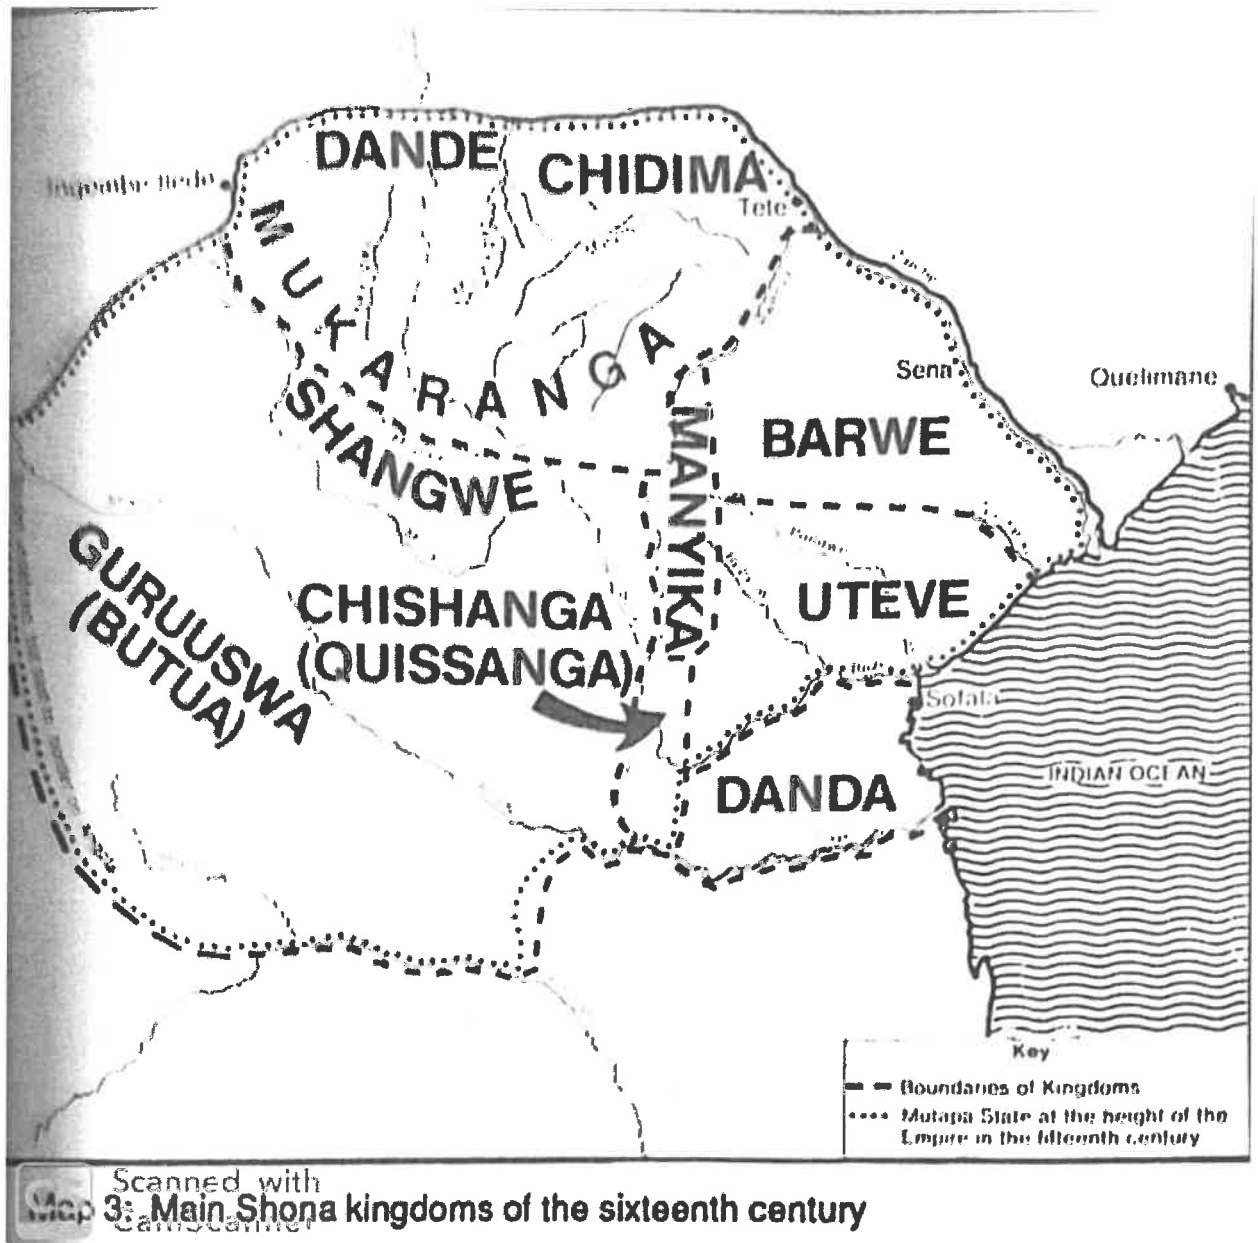 DANDE
CHIDIMA
Tete
MUKARANGA
SHANGWE
Sena
Quelimane
BARWE
MANYIKA
GURUUSWA
(BUTUA)
CHISHANGA
(QUISSANGA)
UTEVE
Sofala
DANDA
INDIAN OCEAN
Key
Boundaries of Kingdoms
Mutapa State at the height of the
Empire in the fifteenth century
Scanned with
CamScanner
Map 3: Main Shona kingdoms of the sixteenth century